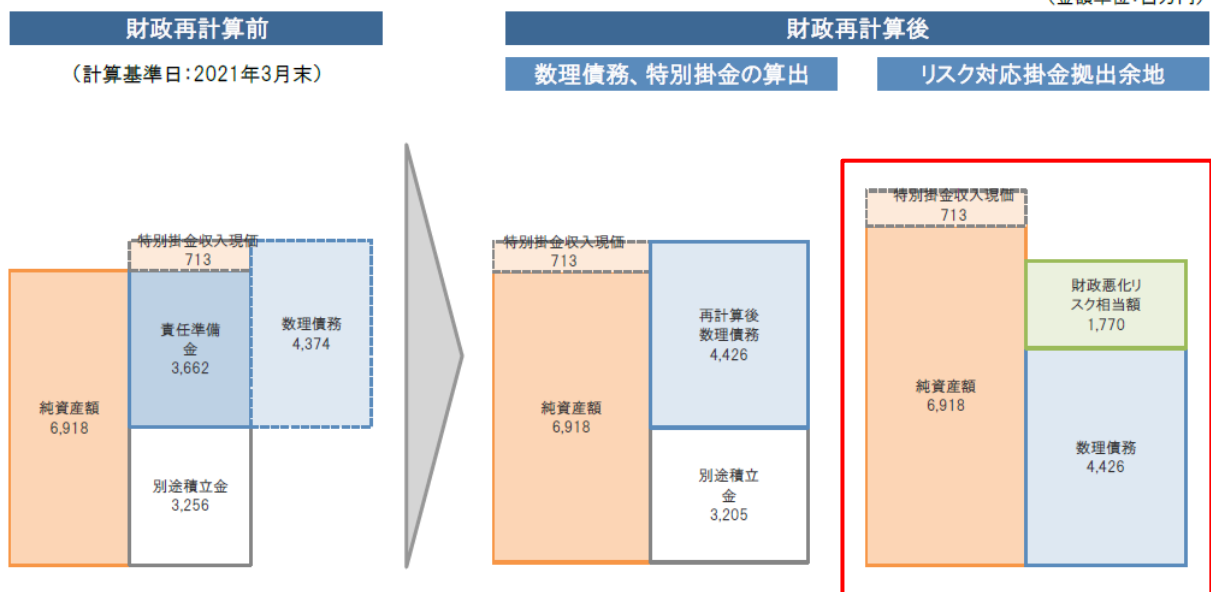 (金額単位:百万円)
財政再計算前
財政再計算後
(計算基準日:2021年3月末)
数理債務、特別掛金の算出
リスク対応掛金拠出余地
特別掛金収入現価
713
責任準備
金
3,662
数理債務
4,374
純資産額
6,918
別途積立金
3,256
特別掛金収入現価
713
再計算後
数理債務
4,426
純資産額
6,918
別途積立
金
3,205
特別掛金収入現価
713
財政悪化リ
スク相当額
1,770
純資産額
6,918
数理債務
4,426